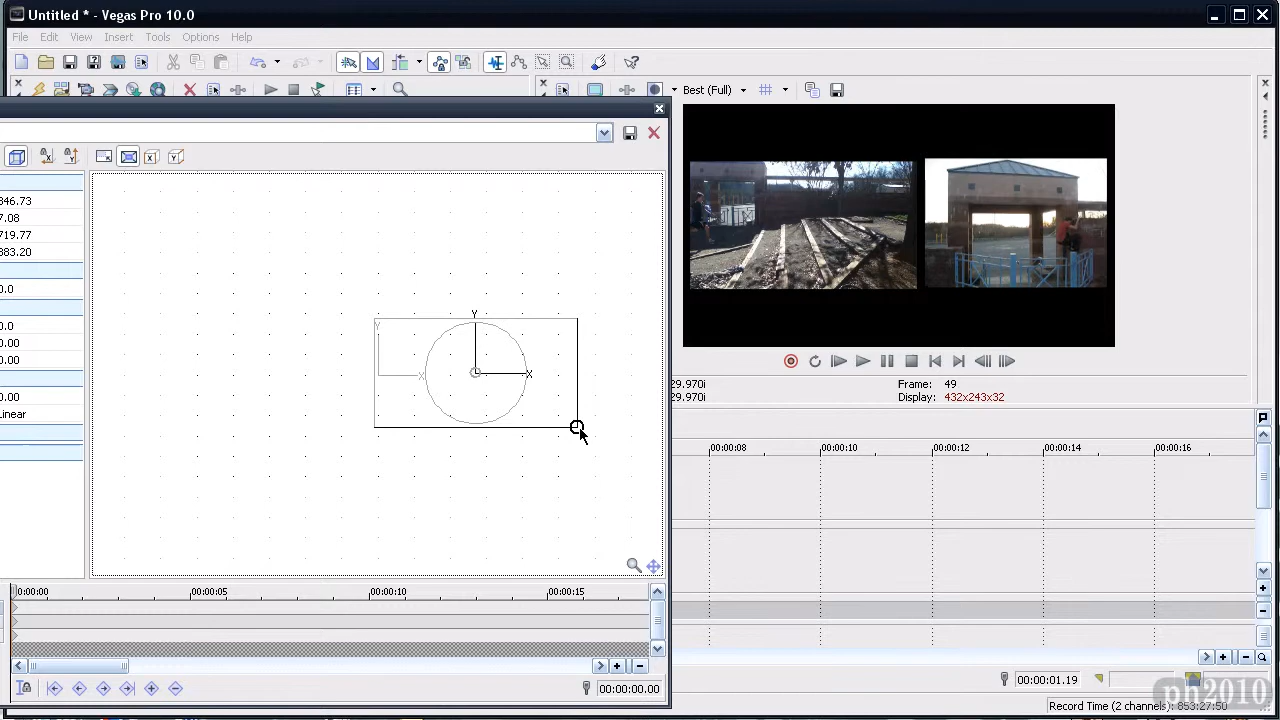 Untitled * - Vegas Pro 10.0
File Edit View Insert Tools Options Help
Best (Full)
346.73
7.08
719.77
383.20
0.0
0.0
0.00
0.00
0.00
Linear
Y
Y
X
X
29.970i
Frame: 49
Display: 432x243x32
00:00:08 00:00:10 00:00:12 00:00:14 00:00:16
00:00:00 00:00:05 00:00:10 00:00:15
00:00:00.00
00:00:01.19
ph2010
Record Time (2 channels): 853:27:50